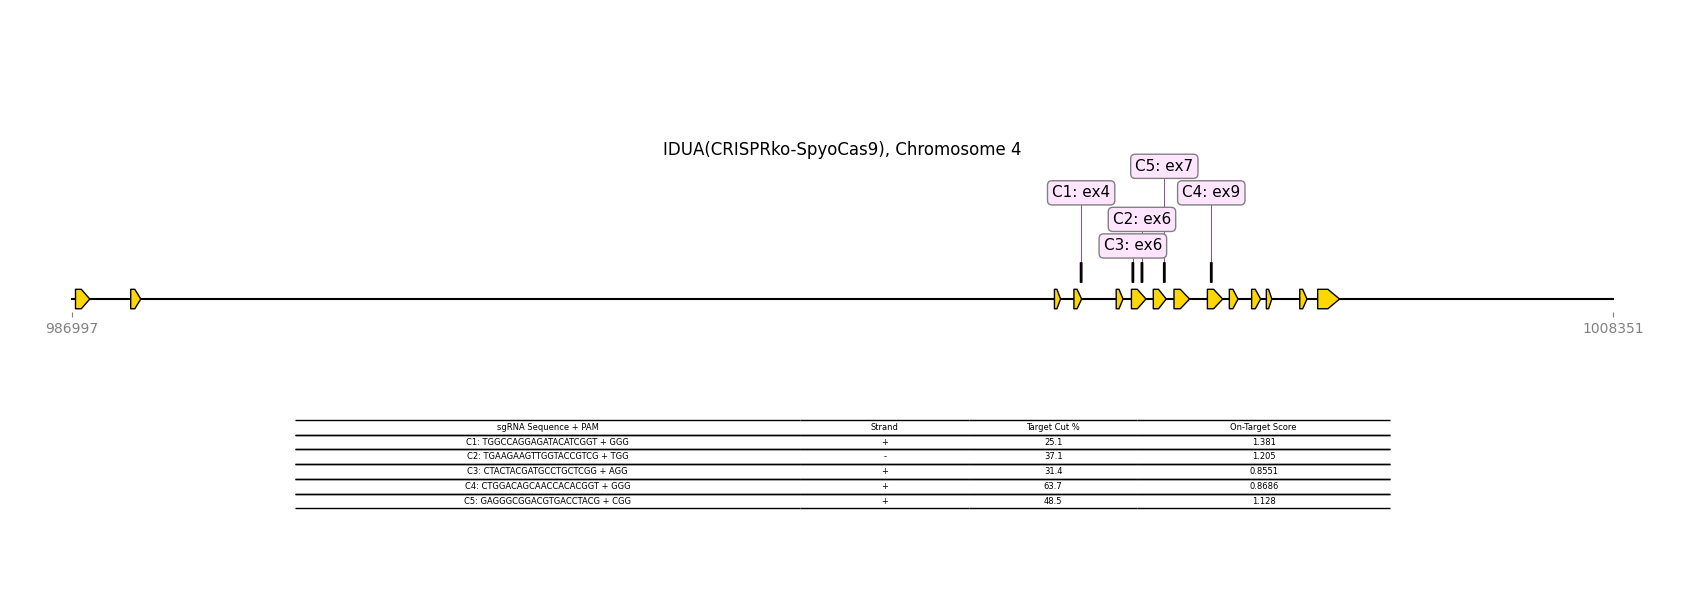 IDUA(CRISPRko-SpyoCas9), Chromosome 4
C5: ex7
C1: ex4
C4: ex9
C2: ex6
C3: ex6
986997
1008351
sgRNA Sequence + PAM Strand Target Cut % On-Target Score
C1: TGGCCAGGAGATACATCGGT + GGG + 25.1 1.381
C2: TGAAGAAGTTGGTACCGTCG + TGG - 37.1 1.205
C3: CTACTACGATGCCTGCTCGG + AGG + 31.4 0.8551
C4: CTGGACAGCAACCACACGGT + GGG + 63.7 0.8686
C5: GAGGGCGGACGTGACCTACG + CGG + 48.5 1.128